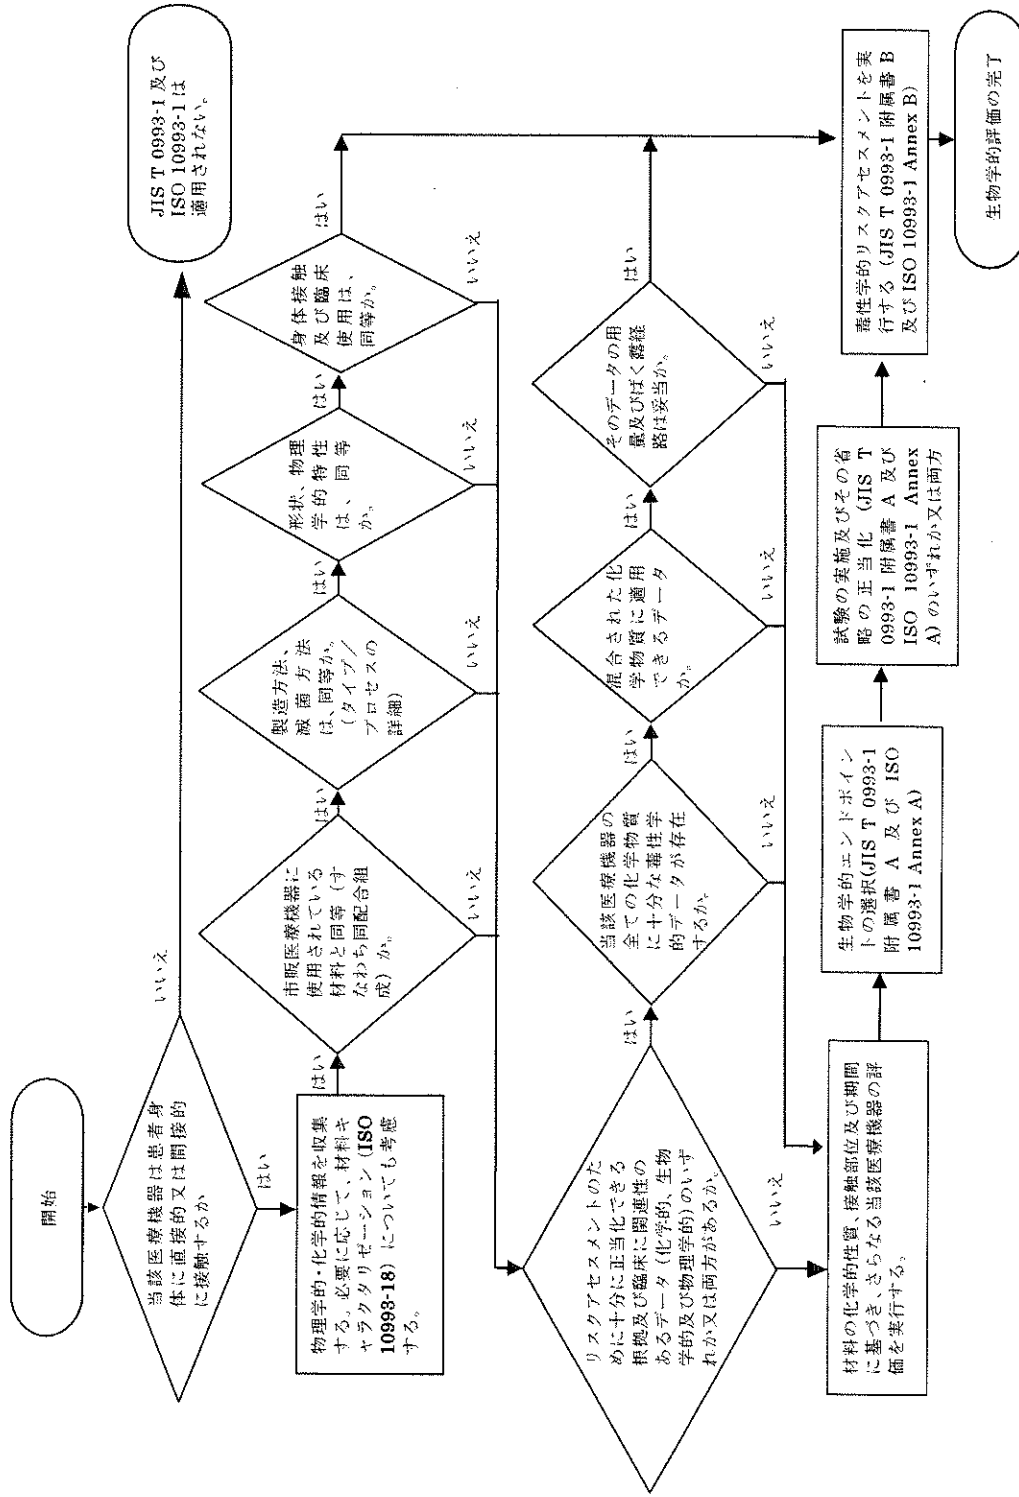 開始
当該医療機器は患者身
体に直接的又は間接的
に接触するか
いいえ
はい
JIS T 0993-1 及び
ISO 10993-1 は
適用されない。
物理学的・化学的情報を収集
する。必要に応じて、材料キ
ャラクタリゼーション (ISO
10993-18) についても考慮
する。
はい
市販医療機器に
使用されている
材料と同等 (す
なわち同配合組
成) か。
はい
いいえ
製造方法、
滅菌方法
は、同等か。
(タイプ/
プロセスの
詳細)
はい
いいえ
形状、物理
学的特性
は、同等
か。
はい
いいえ
身体接触
及び臨床
使用は、
同等か。
はい
いいえ
リスクアセスメントのた
めに十分に正当化できる
根拠及び臨床に関連性の
あるデータ (化学的、生物
学的及び物理学的) のいず
れか又は両方があるか。
はい
いいえ
当該医療機器の
全ての化学物質
に十分な毒性学
的データが存在
するか。
はい
いいえ
混合された化
学物質に適用
できるデータ
か。
はい
いいえ
そのデータの用
量及びばく露経
路は妥当か。
はい
いいえ
材料の化学的性質、接触部位及び期間
に基づき、さらなる当該医療機器の評
価を実行する。
生物学的エンドポイン
トの選択(JIS T 0993-1
附属書 A 及び ISO
10993-1 Annex A)
試験の実施及びその省
略の正当化 (JIS T
0993-1 附属書 A 及び
ISO 10993-1 Annex
A) のいずれか又は両方
毒性学的リスクアセスメントを実
行する (JIS T 0993-1 附属書 B
及び ISO 10993-1 Annex B)
生物学的評価の完了